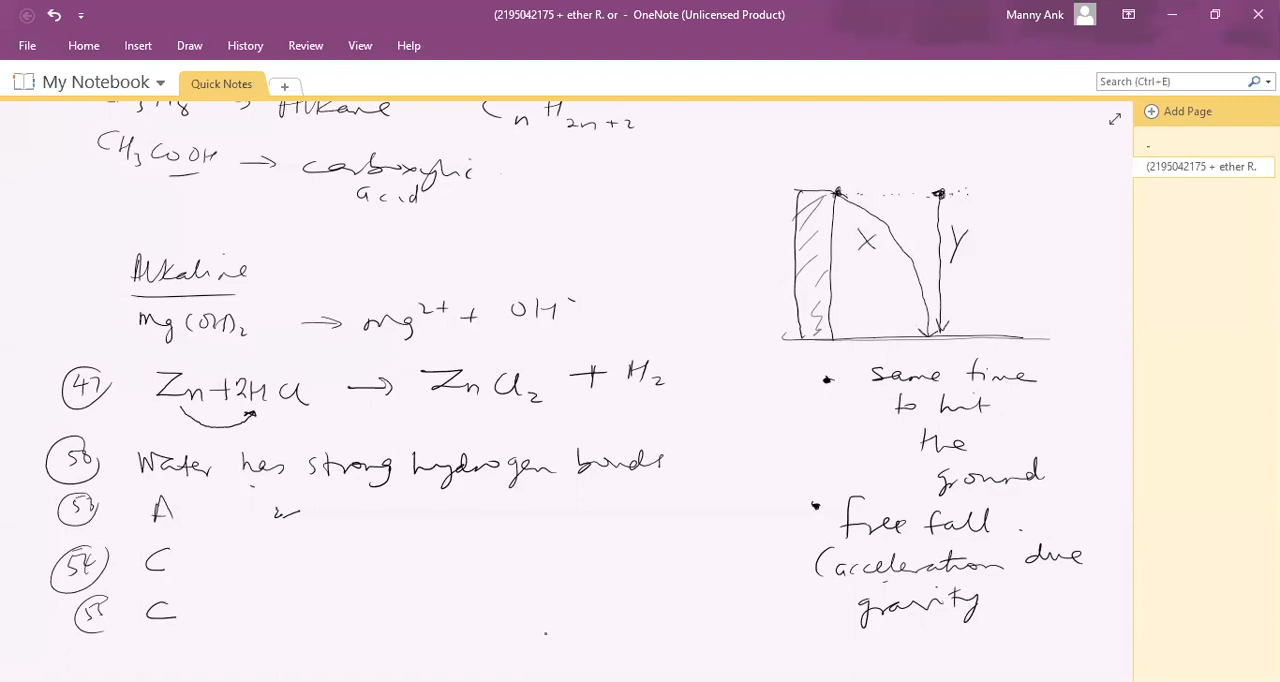 (2195042175 + ether R. or - OneNote (Unlicensed Product)
Manny Ank
File Home Insert Draw History Review View Help
My Notebook
Quick Notes
Search (Ctrl+E)
Add Page
(2195042175 + ether R.
Alkane CnH2n+2
CH3COOH → carboxylic
acid
Alkaline
Mg(OH)2 → Mg2+ + OH-
47 Zn+2HCl → ZnCl2 + H2
50 Water has strong hydrogen bonds
53 A
54 C
55 C
X
Y
• same time
to hit
the
ground
• free fall.
(acceleration due
gravity